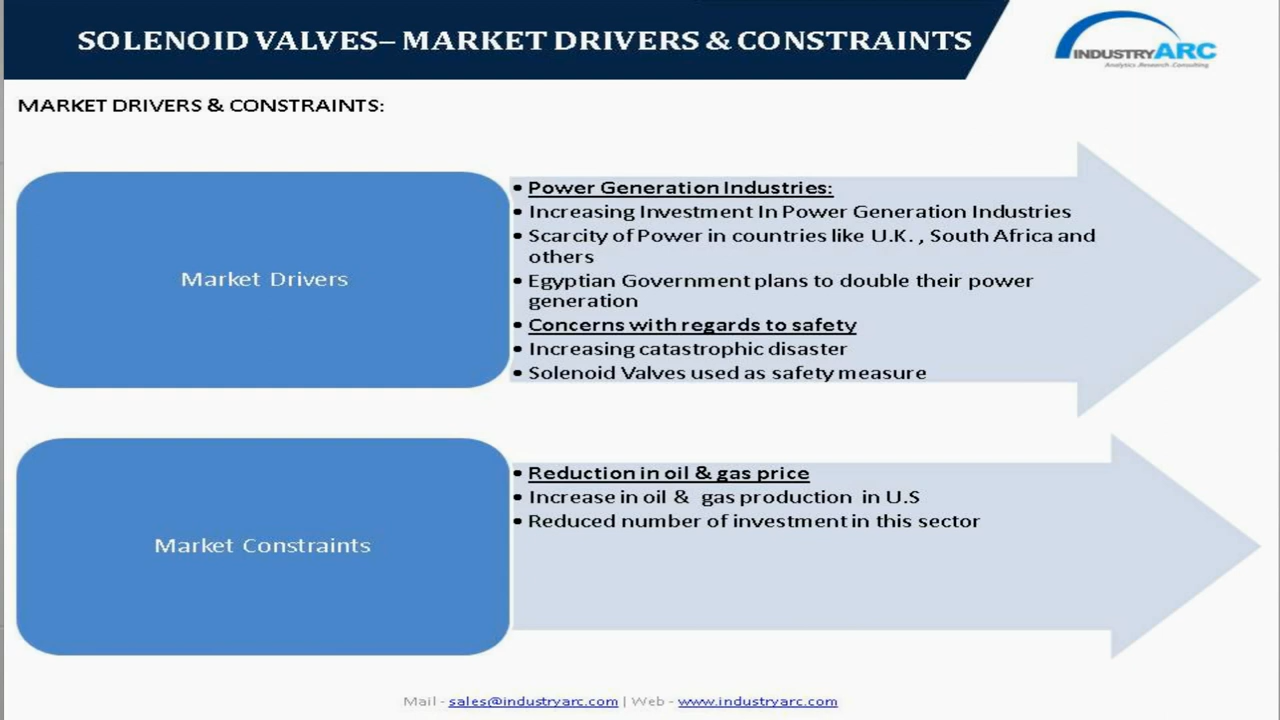 SOLENOID VALVES– MARKET DRIVERS & CONSTRAINTS
INDUSTRYARC
Analytics.Research.Consulting
MARKET DRIVERS & CONSTRAINTS:
Market Drivers
• Power Generation Industries:
• Increasing Investment In Power Generation Industries
• Scarcity of Power in countries like U.K. , South Africa and
others
• Egyptian Government plans to double their power
generation
• Concerns with regards to safety
• Increasing catastrophic disaster
• Solenoid Valves used as safety measure
Market Constraints
• Reduction in oil & gas price
• Increase in oil & gas production in U.S
• Reduced number of investment in this sector
Mail - sales@industryarc.com | Web - www.industryarc.com